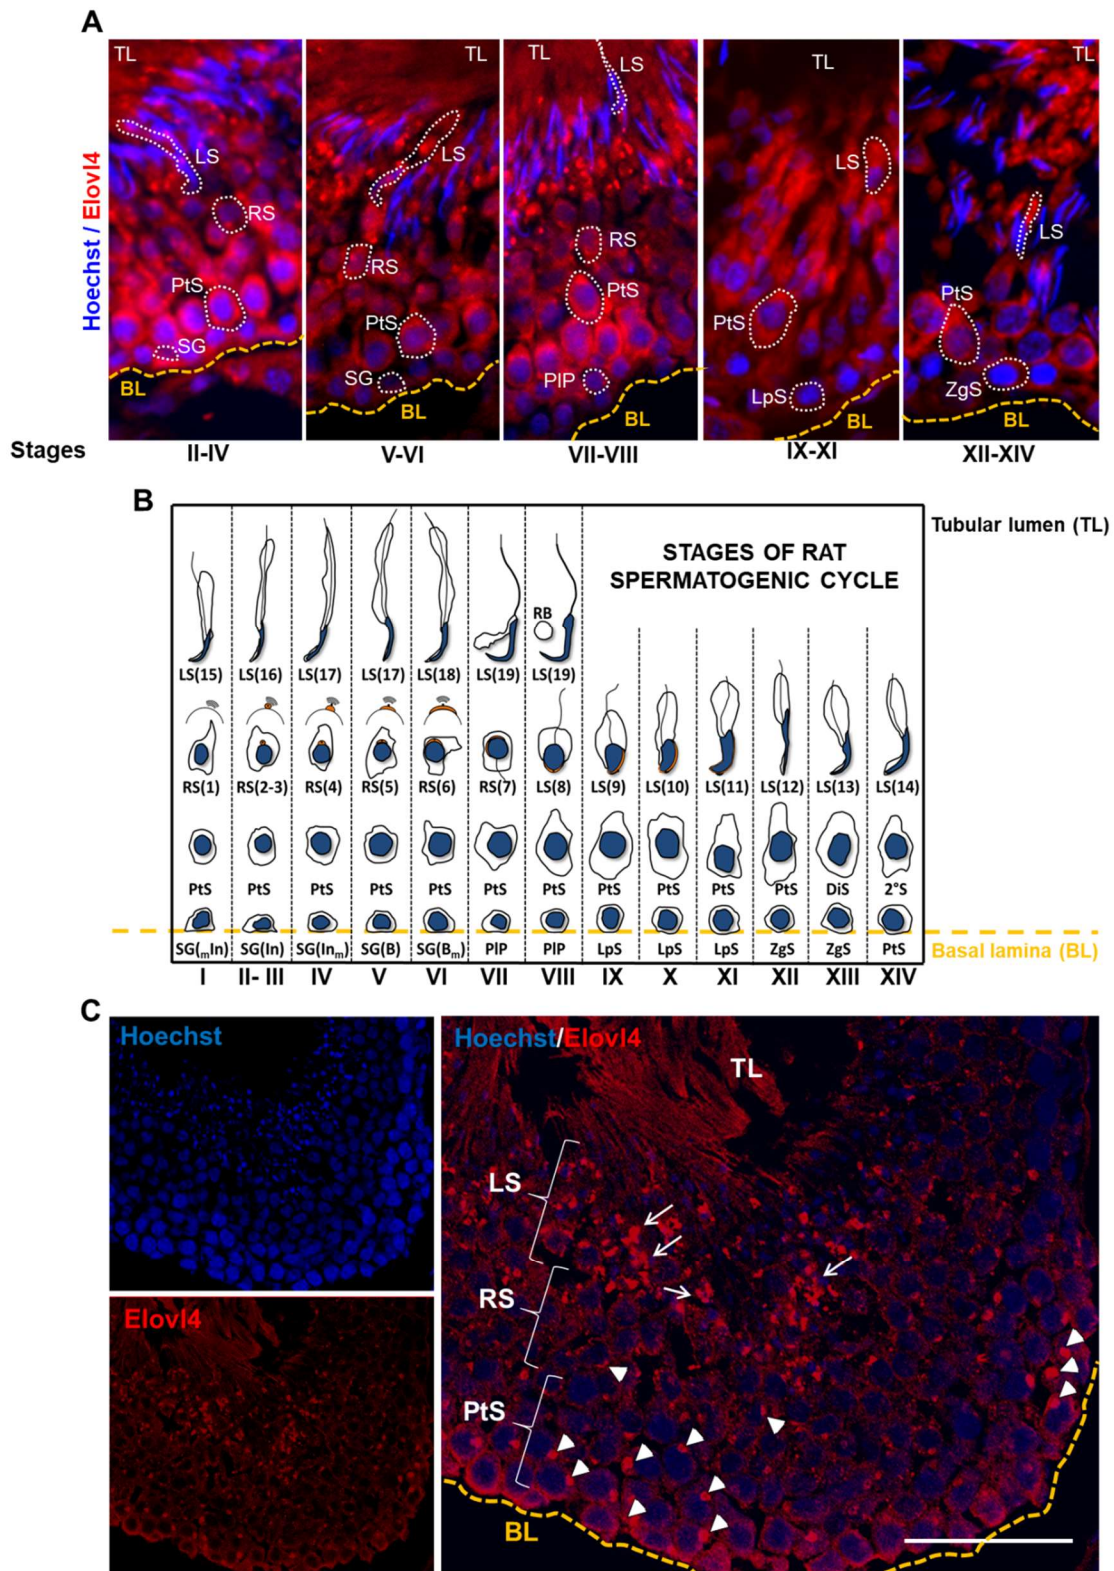 A
Hoechst / Elovl4
TL
LS
RS
PtS
SG
BL
TL
LS
RS
PtS
SG
BL
TL
LS
RS
PtS
PlP
BL
TL
LS
PtS
LpS
BL
TL
LS
PtS
ZgS
BL
Stages II-IV V-VI VII-VIII IX-XI XII-XIV
B
Tubular lumen (TL)
STAGES OF RAT
SPERMATOGENIC CYCLE
RB
LS(15) LS(16) LS(17) LS(17) LS(18) LS(19) LS(19)
RS(1) RS(2-3) RS(4) RS(5) RS(6) RS(7) LS(8) LS(9) LS(10) LS(11) LS(12) LS(13) LS(14)
PtS PtS PtS PtS PtS PtS PtS PtS PtS PtS PtS DiS 2°S
SG(mIn) SG(In) SG(Inm) SG(B) SG(Bm) PlP PlP LpS LpS LpS ZgS ZgS PtS
Basal lamina (BL)
I II- III IV V VI VII VIII IX X XI XII XIII XIV
C
Hoechst
Elovl4
Hoechst/Elovl4
TL
LS
RS
PtS
BL